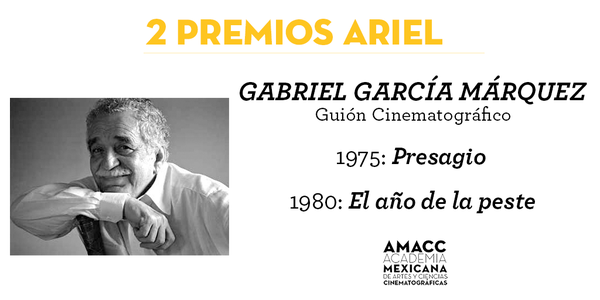 2 PREMIOS ARIEL
GABRIEL GARCÍA MÁRQUEZ
Guión Cinematográfico
1975: Presagio
1980: El año de la peste
AMACC
ACADEMIA
MEXICANA
DE ARTES Y CIENCIAS
CINEMATOGRÁFICAS